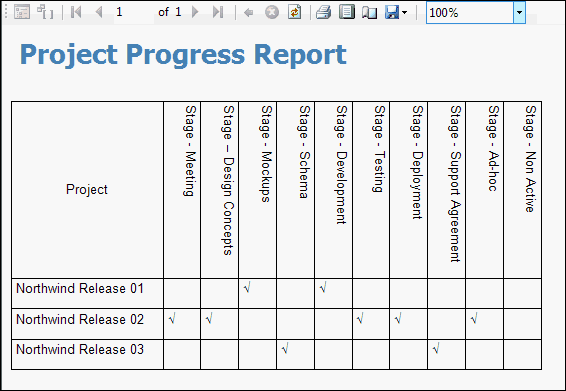 1 of 1 100%
Project Progress Report
Project
Stage - Meeting
Stage – Design Concepts
Stage - Mockups
Stage - Schema
Stage - Development
Stage - Testing
Stage - Deployment
Stage - Support Agreement
Stage - Ad-hoc
Stage - Non Active
Northwind Release 01 √ √
Northwind Release 02 √ √ √ √ √
Northwind Release 03 √ √